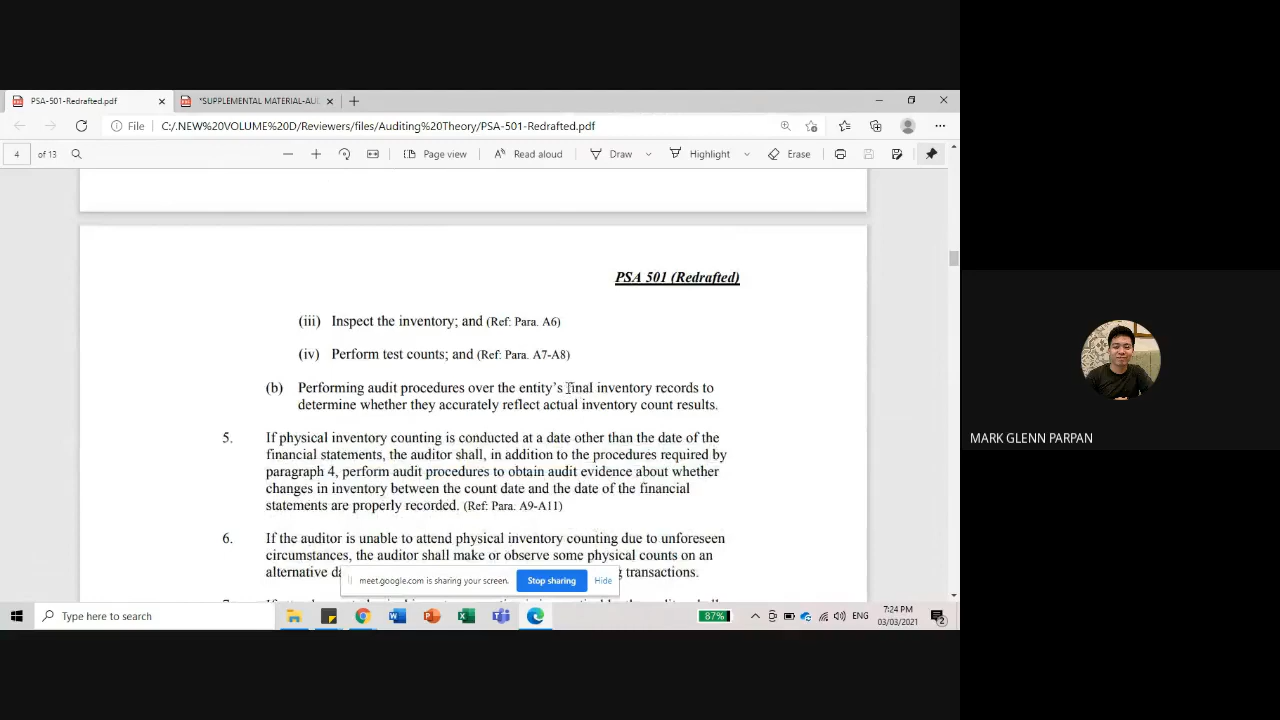 PSA-501-Redrafted.pdf
*SUPPLEMENTAL MATERIAL-AU
File C:/.NEW%20VOLUME%20D/Reviewers/files/Auditing%20Theory/PSA-501-Redrafted.pdf
4 of 13 Page view Read aloud Draw Highlight Erase
PSA 501 (Redrafted)
(iii) Inspect the inventory; and (Ref: Para. A6)
(iv) Perform test counts; and (Ref: Para. A7-A8)
(b) Performing audit procedures over the entity's final inventory records to
determine whether they accurately reflect actual inventory count results.
5. If physical inventory counting is conducted at a date other than the date of the
financial statements, the auditor shall, in addition to the procedures required by
paragraph 4, perform audit procedures to obtain audit evidence about whether
changes in inventory between the count date and the date of the financial
statements are properly recorded. (Ref: Para. A9-A11)
6. If the auditor is unable to attend physical inventory counting due to unforeseen
circumstances, the auditor shall make or observe some physical counts on an
alternative transactions.
meet.google.com is sharing your screen. Stop sharing Hide
MARK GLENN PARPAN
Type here to search
87%
ENG
7:24 PM
03/03/2021
2